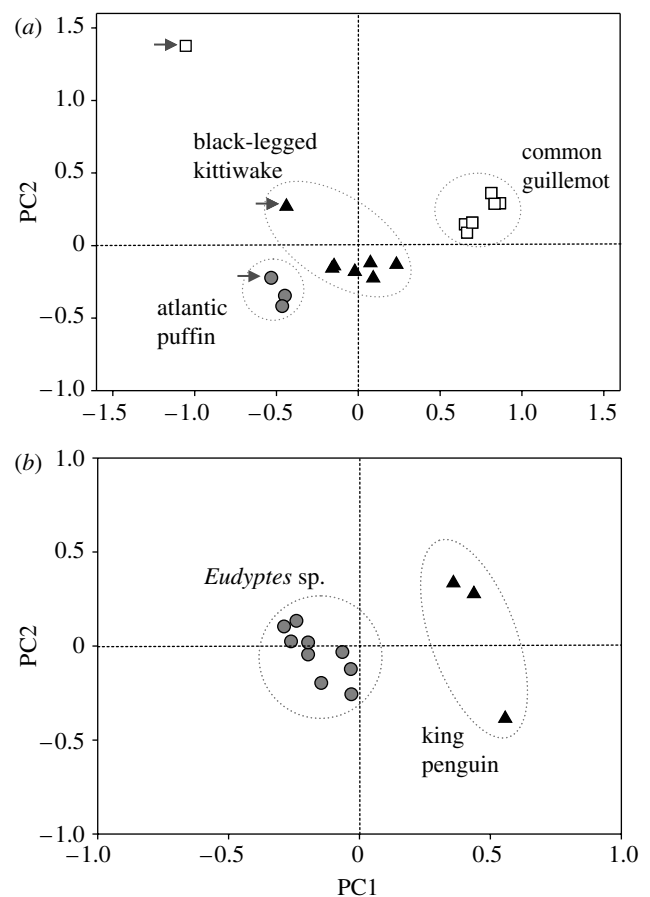 (a)
1.5
1.0
0.5
0
−0.5
−1.0
PC2
black-legged
kittiwake
common
guillemot
atlantic
puffin
−1.5
−1.0
−0.5
0
0.5
1.0
1.5
(b)
1.0
0.5
0
−0.5
−1.0
PC2
Eudyptes sp.
king
penguin
−1.0
−0.5
0
0.5
1.0
PC1